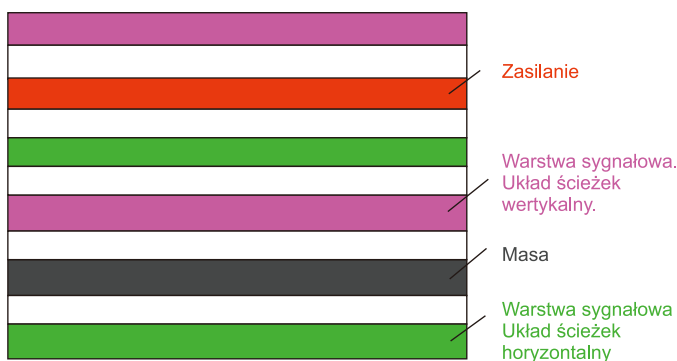 Zasilanie
Warstwa sygnałowa.
Układ ścieżek
wertykalny.
Masa
Warstwa sygnałowa
Układ ścieżek
horyzontalny